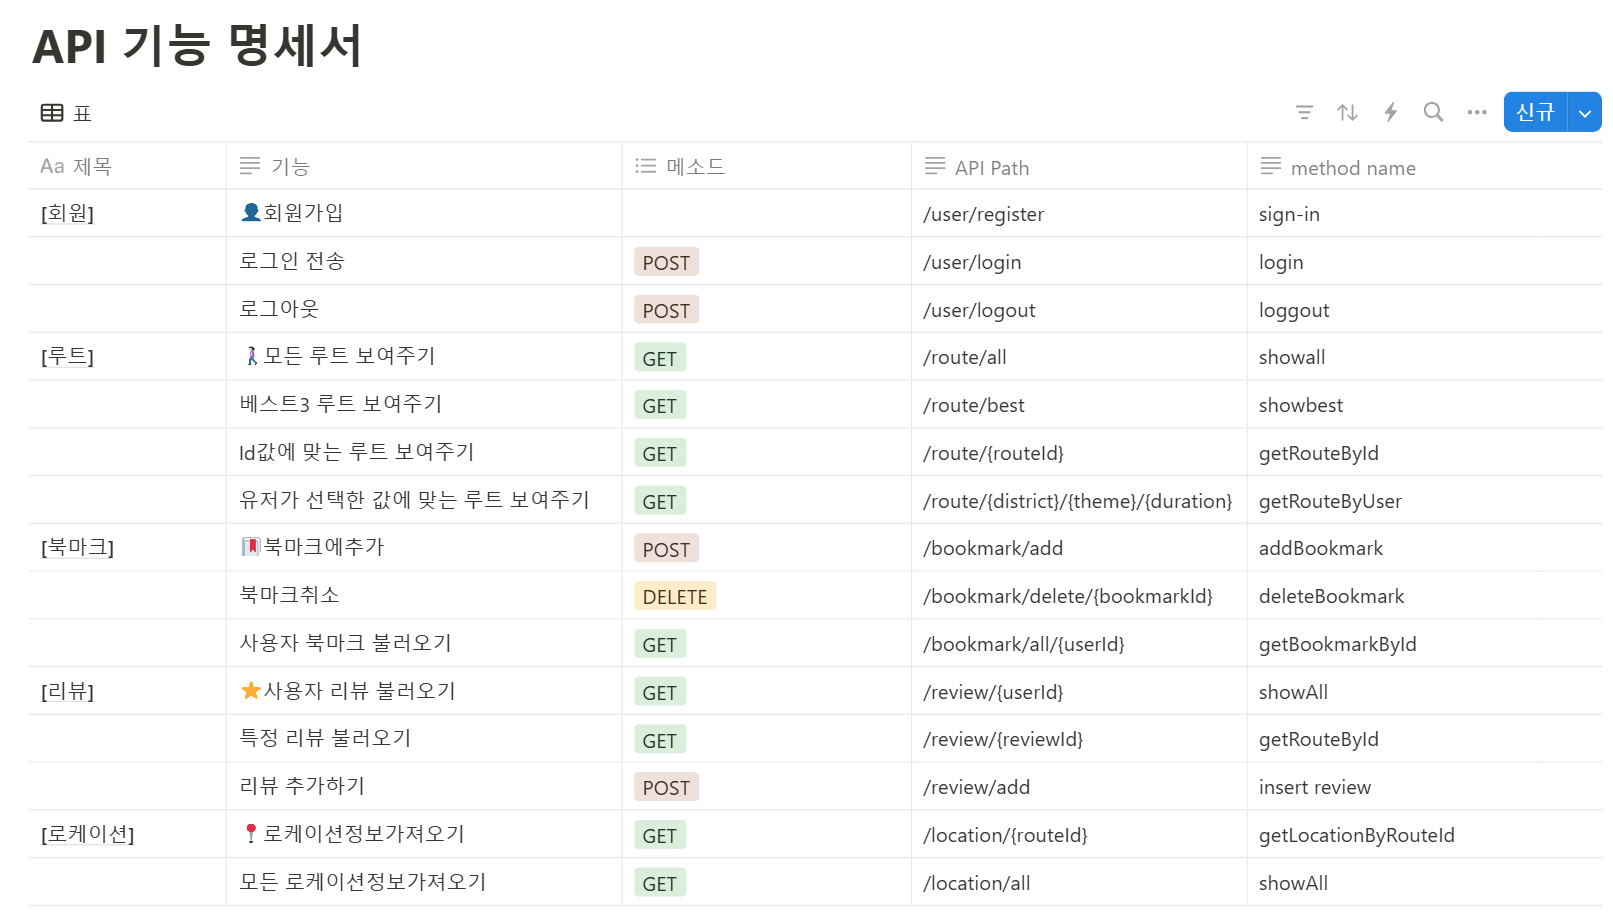 API 기능 명세서
표
신규
Aa 제목 기능 메소드 API Path method name
[회원] 회원가입 /user/register sign-in
로그인 전송 POST /user/login login
로그아웃 POST /user/logout loggout
[루트] 모든 루트 보여주기 GET /route/all showall
베스트3 루트 보여주기 GET /route/best showbest
Id값에 맞는 루트 보여주기 GET /route/{routeId} getRouteById
유저가 선택한 값에 맞는 루트 보여주기 GET /route/{district}/{theme}/{duration} getRouteByUser
[북마크] 북마크에추가 POST /bookmark/add addBookmark
북마크취소 DELETE /bookmark/delete/{bookmarkId} deleteBookmark
사용자 북마크 불러오기 GET /bookmark/all/{userId} getBookmarkById
[리뷰] 사용자 리뷰 불러오기 GET /review/{userId} showAll
특정 리뷰 불러오기 GET /review/{reviewId} getRouteById
리뷰 추가하기 POST /review/add insert review
[로케이션] 로케이션정보가져오기 GET /location/{routeId} getLocationByRouteId
모든 로케이션정보가져오기 GET /location/all showAll